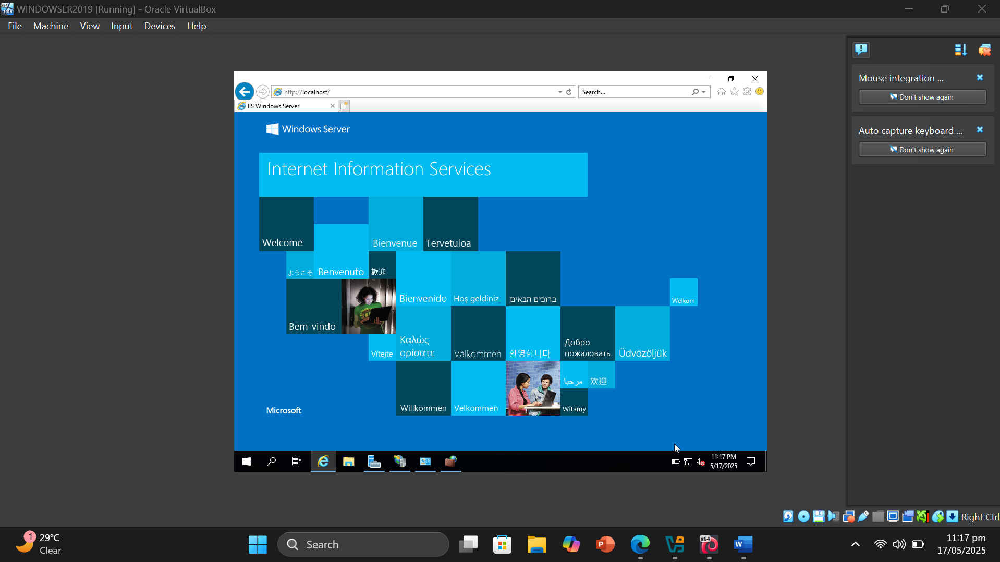 WINDOWSER2019 [Running] - Oracle VirtualBox
File Machine View Input Devices Help
Mouse integration ...
Don't show again
Auto capture keyboard ...
Don't show again
http://localhost/
Search...
IIS Windows Server
Windows Server
Internet Information Services
Welcome
Bienvenue
Tervetuloa
ようこそ
Benvenuto
歡迎
Bienvenido
Hoş geldiniz
ברוכים הבאים
Welkom
Bem-vindo
Vítejte
Καλώς
ορίσατε
Välkommen
환영합니다
Добро
пожаловать
Üdvözöljük
Willkommen
Velkommen
مرحبا
欢迎
Witamy
Microsoft
11:17 PM
5/17/2025
Right Ctrl
1
29°C
Clear
Search
11:17 pm
17/05/2025